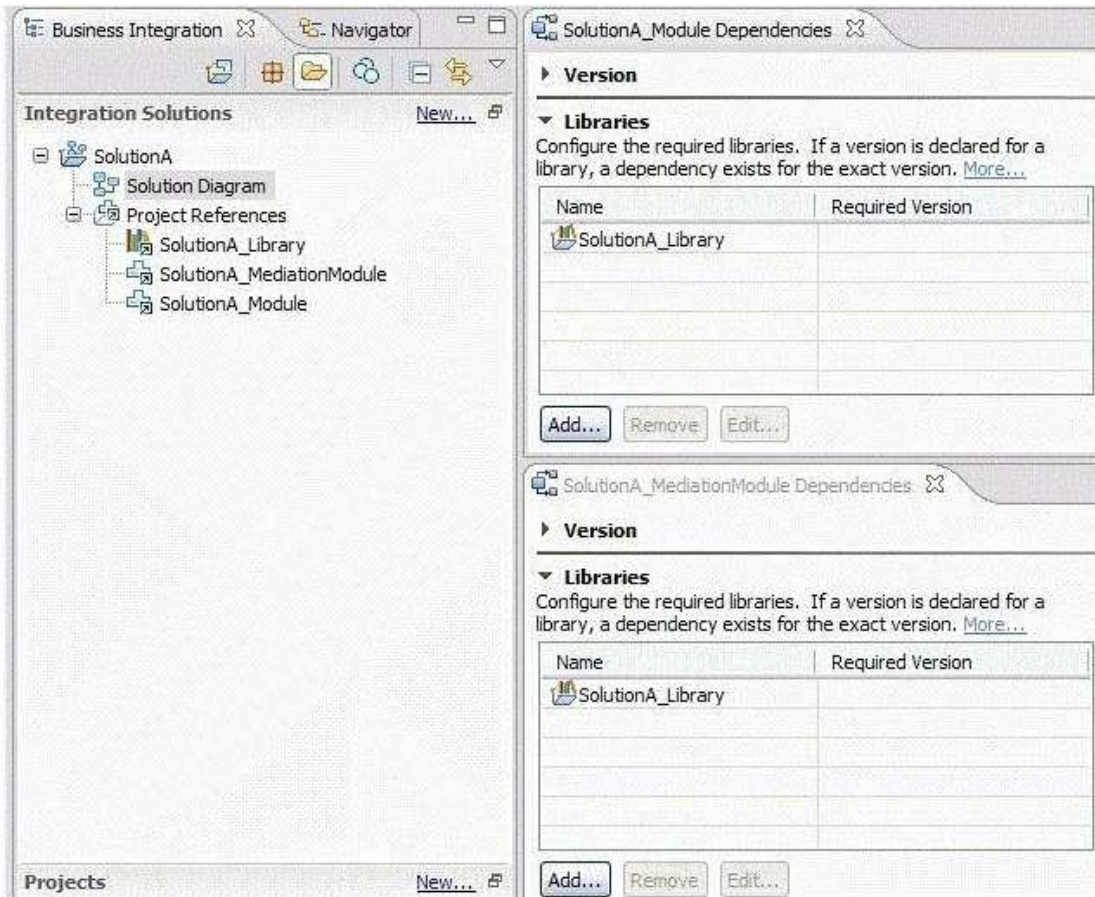 Business Integration
Navigator
Integration Solutions
New...
SolutionA
Solution Diagram
Project References
SolutionA_Library
SolutionA_MediationModule
SolutionA_Module
Projects
New...
SolutionA_Module Dependencies
Version
Libraries
Configure the required libraries. If a version is declared for a
library, a dependency exists for the exact version. More...
Name Required Version
SolutionA_Library
Add... Remove Edit...
SolutionA_MediationModule Dependencies
Version
Libraries
Configure the required libraries. If a version is declared for a
library, a dependency exists for the exact version. More...
Name Required Version
SolutionA_Library
Add... Remove Edit...